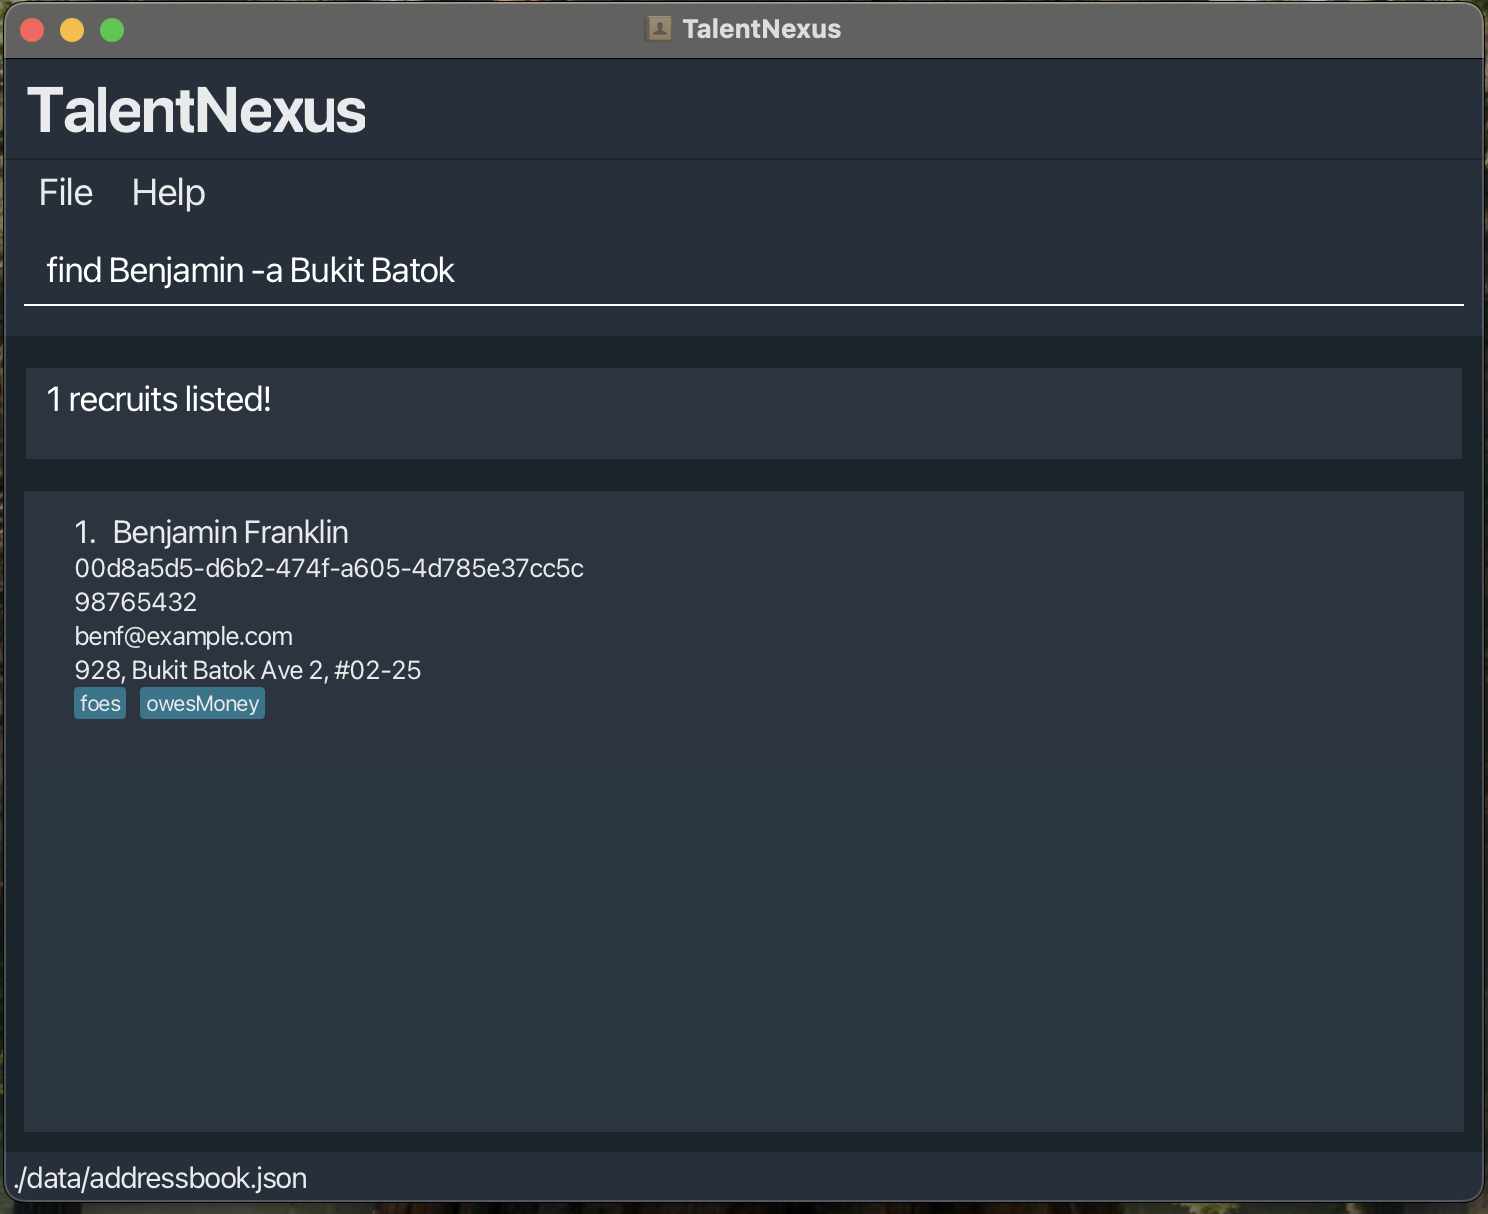 TalentNexus
TalentNexus
File Help
find Benjamin -a Bukit Batok
1 recruits listed!
1. Benjamin Franklin
00d8a5d5-d6b2-474f-a605-4d785e37cc5c
98765432
benf@example.com
928, Bukit Batok Ave 2, #02-25
foes owesMoney
./data/addressbook.json